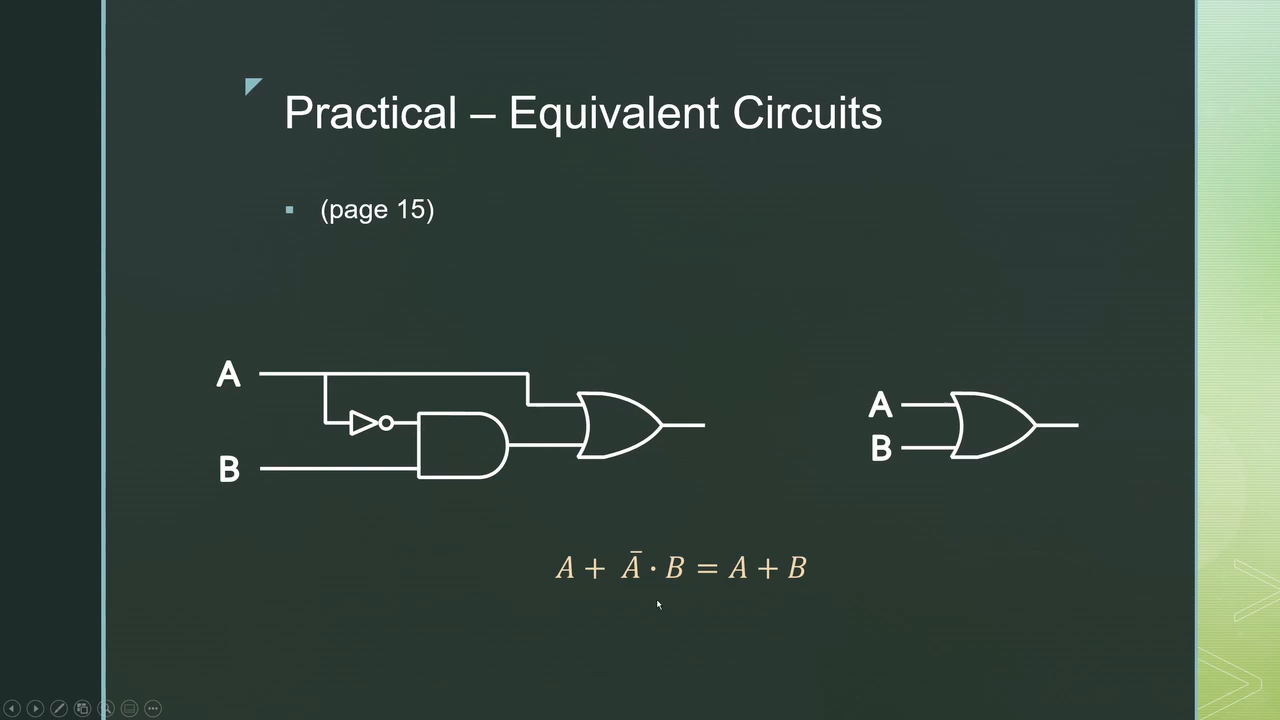 Practical – Equivalent Circuits
(page 15)
A
B
A
B
A + Ā · B = A + B